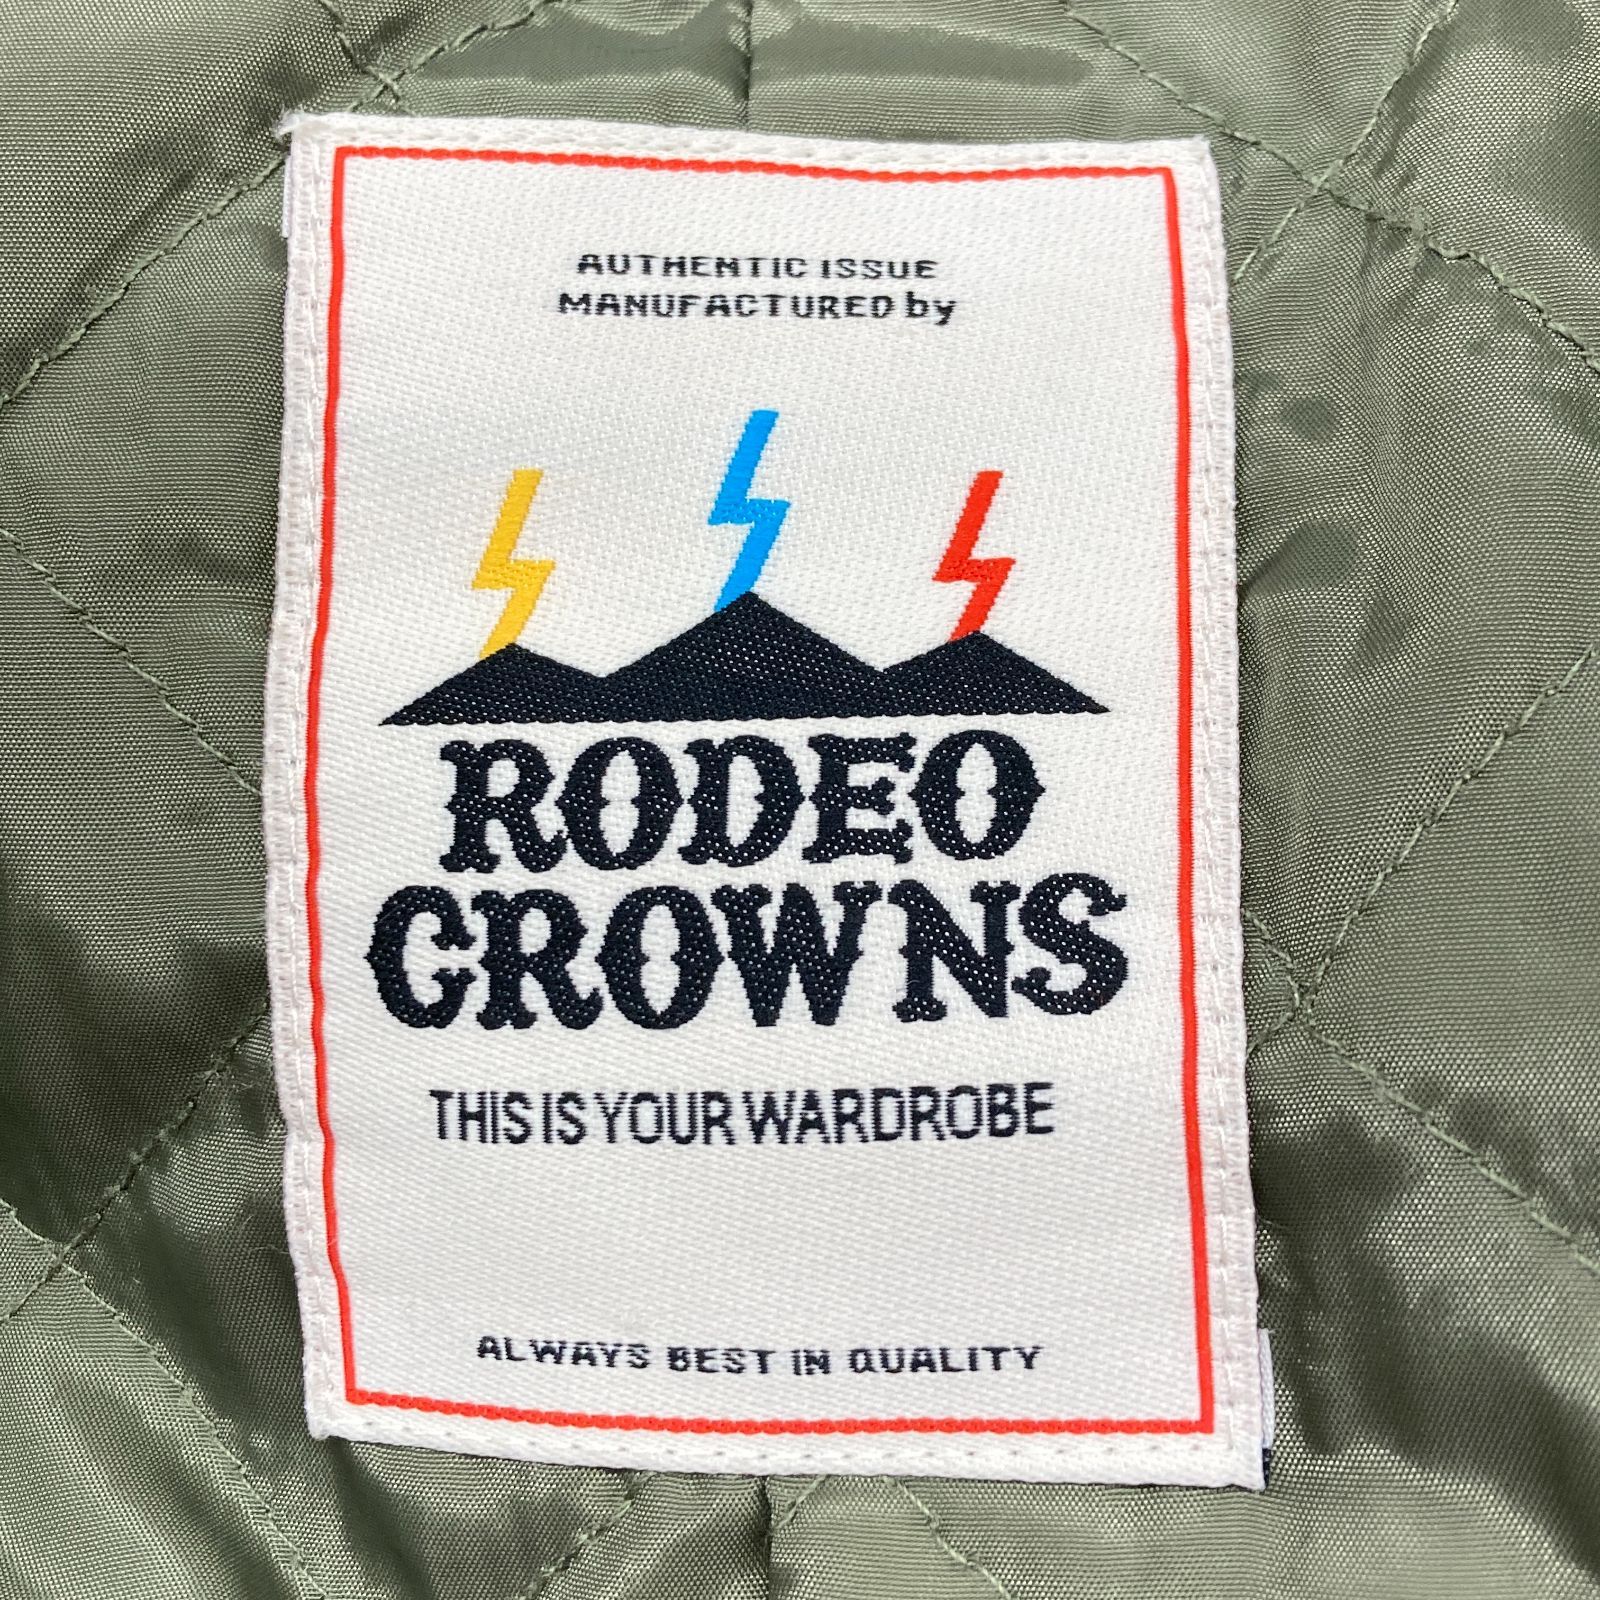 AUTHENTIC ISSUE
MANUFACTURED by
RODEO
CROWNS
THIS IS YOUR WARDROBE
ALWAYS BEST IN QUALITY